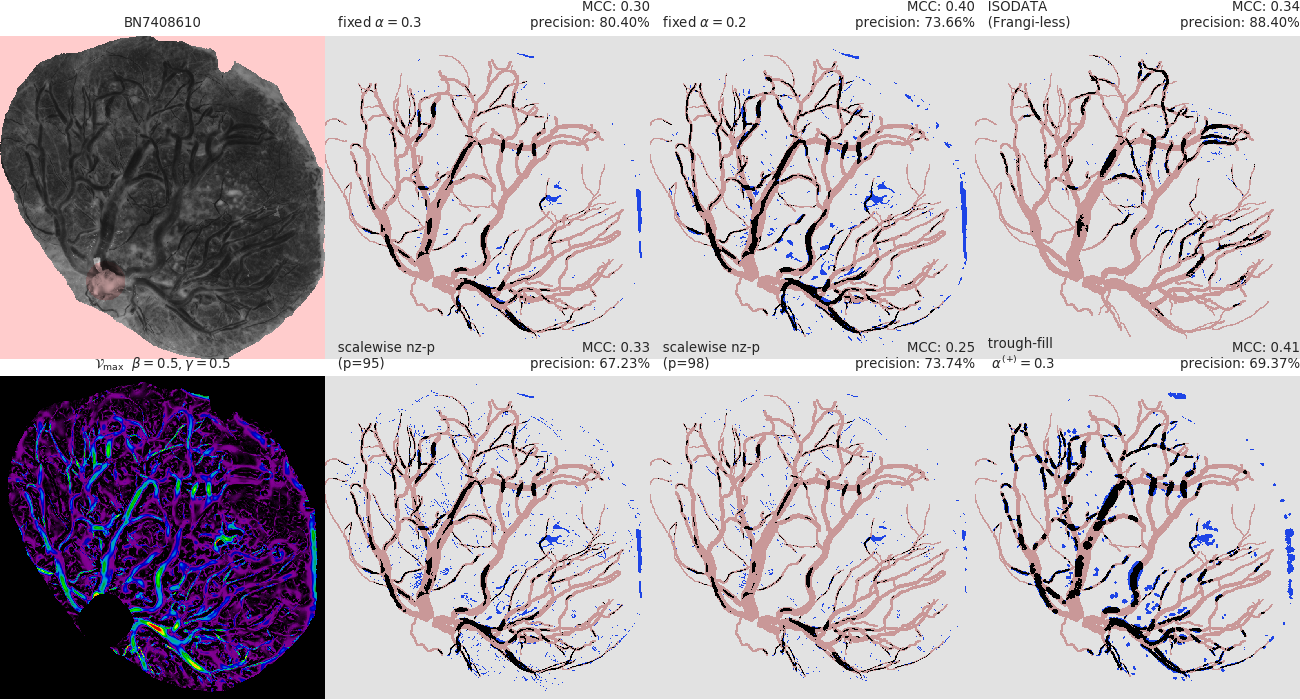 BN7408610
fixed α = 0.3
MCC: 0.30
precision: 80.40%
fixed α = 0.2
MCC: 0.40
precision: 73.66%
ISODATA
(Frangi-less)
MCC: 0.34
precision: 88.40%
𝒱max β = 0.5, γ = 0.5
scalewise nz-p
(p=95)
MCC: 0.33
precision: 67.23%
scalewise nz-p
(p=98)
MCC: 0.25
precision: 73.74%
trough-fill
α(+) = 0.3
MCC: 0.41
precision: 69.37%